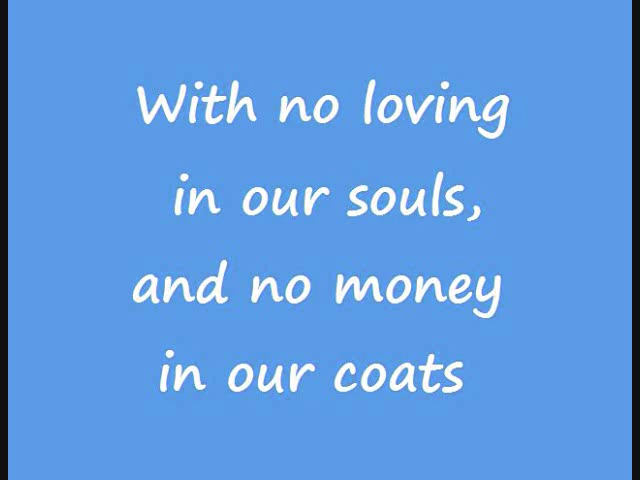 With no loving
in our souls,
and no money
in our coats